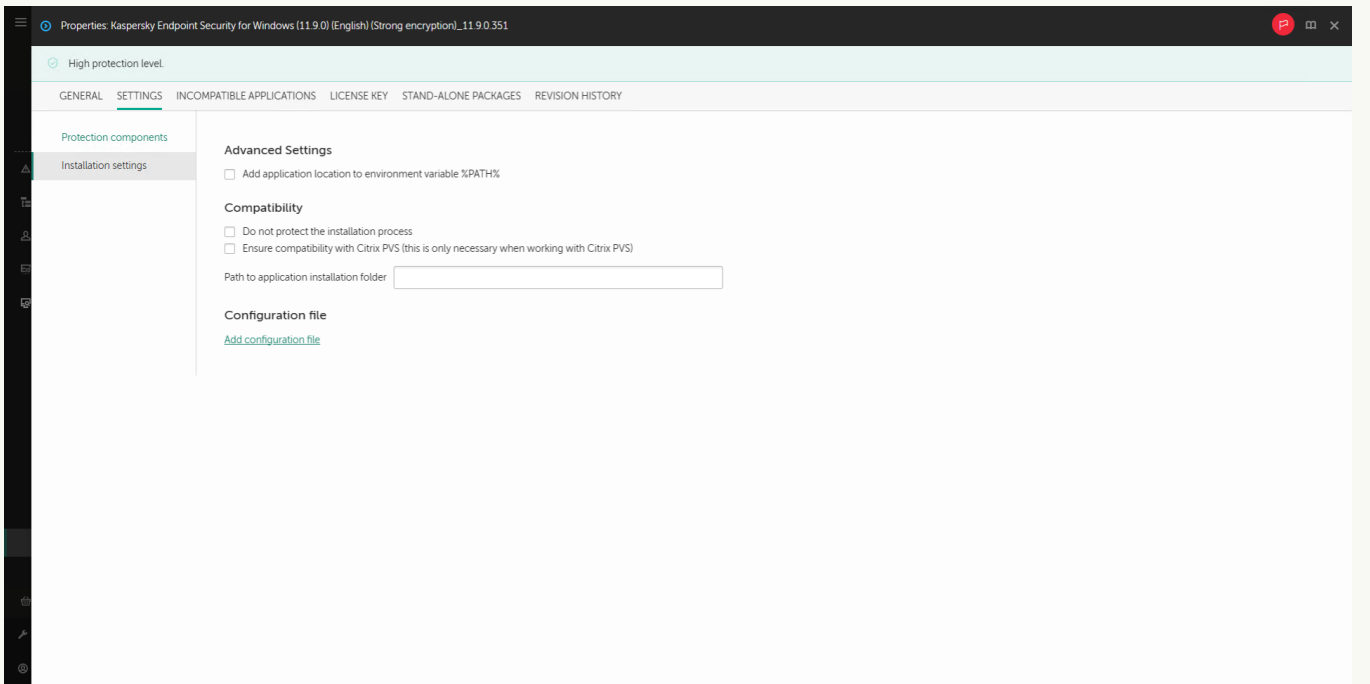 Properties: Kaspersky Endpoint Security for Windows (11.9.0) (English) (Strong encryption)_11.9.0.351
High protection level.
GENERAL SETTINGS INCOMPATIBLE APPLICATIONS LICENSE KEY STAND-ALONE PACKAGES REVISION HISTORY
Protection components
Installation settings
Advanced Settings
Add application location to environment variable %PATH%
Compatibility
Do not protect the installation process
Ensure compatibility with Citrix PVS (this is only necessary when working with Citrix PVS)
Path to application installation folder
Configuration file
Add configuration file